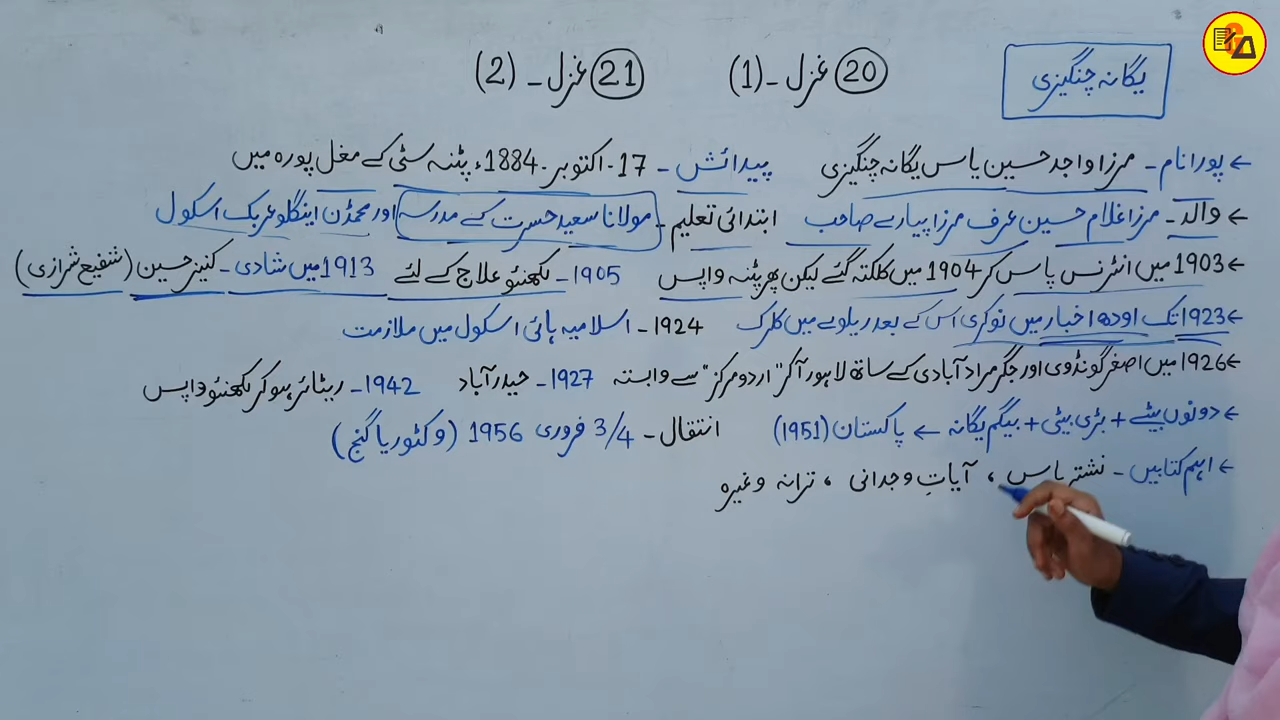 یگانہ چنگیزی
20 غزل ـ (1) 21 غزل ـ (2)
← پورا نام ـ مرزا واجد حسین یاس یگانہ چنگیزی پیدائش ـ 17 ۔ اکتوبر ۔ 1884ء پٹنہ سٹی کے مغل پورہ میں
← والد ـ مرزا غلام حسین عرف مرزا پیارے صاحب ابتدائی تعلیم ـ مولانا سعید حسرت کے مدرسہ اور محمڈن اینگلو عربک اسکول
← 1903 میں انٹرنس پاس کر 1904 میں کلکتہ گئے لیکن پھر پٹنہ واپس 1905 ـ لکھنؤ علاج کے لئے 1913 میں شادی ـ کنیز حسین (شفیع شرازی)
← 1923 تک اودھ اخبار میں نوکری اس کے بعد ریلوے میں کلرک 1924 ـ اسلامیہ ہائی اسکول میں ملازمت
← 1926 میں اصغر گونڈوی اور جگر مراد آبادی کے ساتھ لاہور آکر "اردو مرکز" سے وابستہ 1927 ـ حیدرآباد 1942 ـ ریٹائر ہو کر لکھنؤ واپس
← دونوں بیٹے + بڑی بیٹی + بیگم یگانہ ← پاکستان (1951) انتقال ـ 3/4 فروری 1956 (وکٹوریا گنج)
← اہم کتابیں ـ نشتر یاس ، آیاتِ وجدانی ، ترانہ وغیرہ